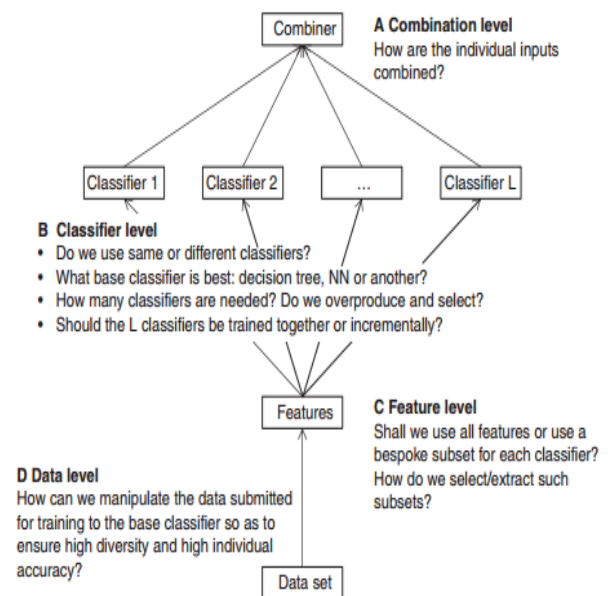 Combiner
A Combination level
How are the individual inputs
combined?
Classifier 1
Classifier 2
...
Classifier L
B Classifier level
• Do we use same or different classifiers?
• What base classifier is best: decision tree, NN or another?
• How many classifiers are needed? Do we overproduce and select?
• Should the L classifiers be trained together or incrementally?
Features
C Feature level
Shall we use all features or use a
bespoke subset for each classifier?
How do we select/extract such
subsets?
D Data level
How can we manipulate the data submitted
for training to the base classifier so as to
ensure high diversity and high individual
accuracy?
Data set